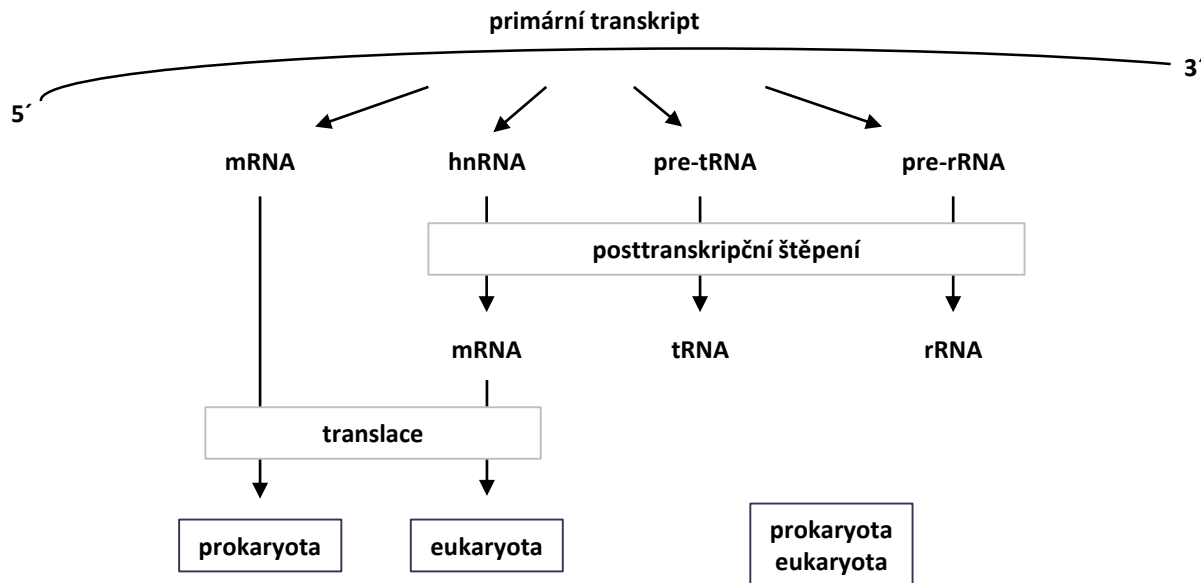 primární transkript
5´
3´
mRNA hnRNA pre-tRNA pre-rRNA
posttranskripční štěpení
mRNA tRNA rRNA
translace
prokaryota eukaryota prokaryota
eukaryota